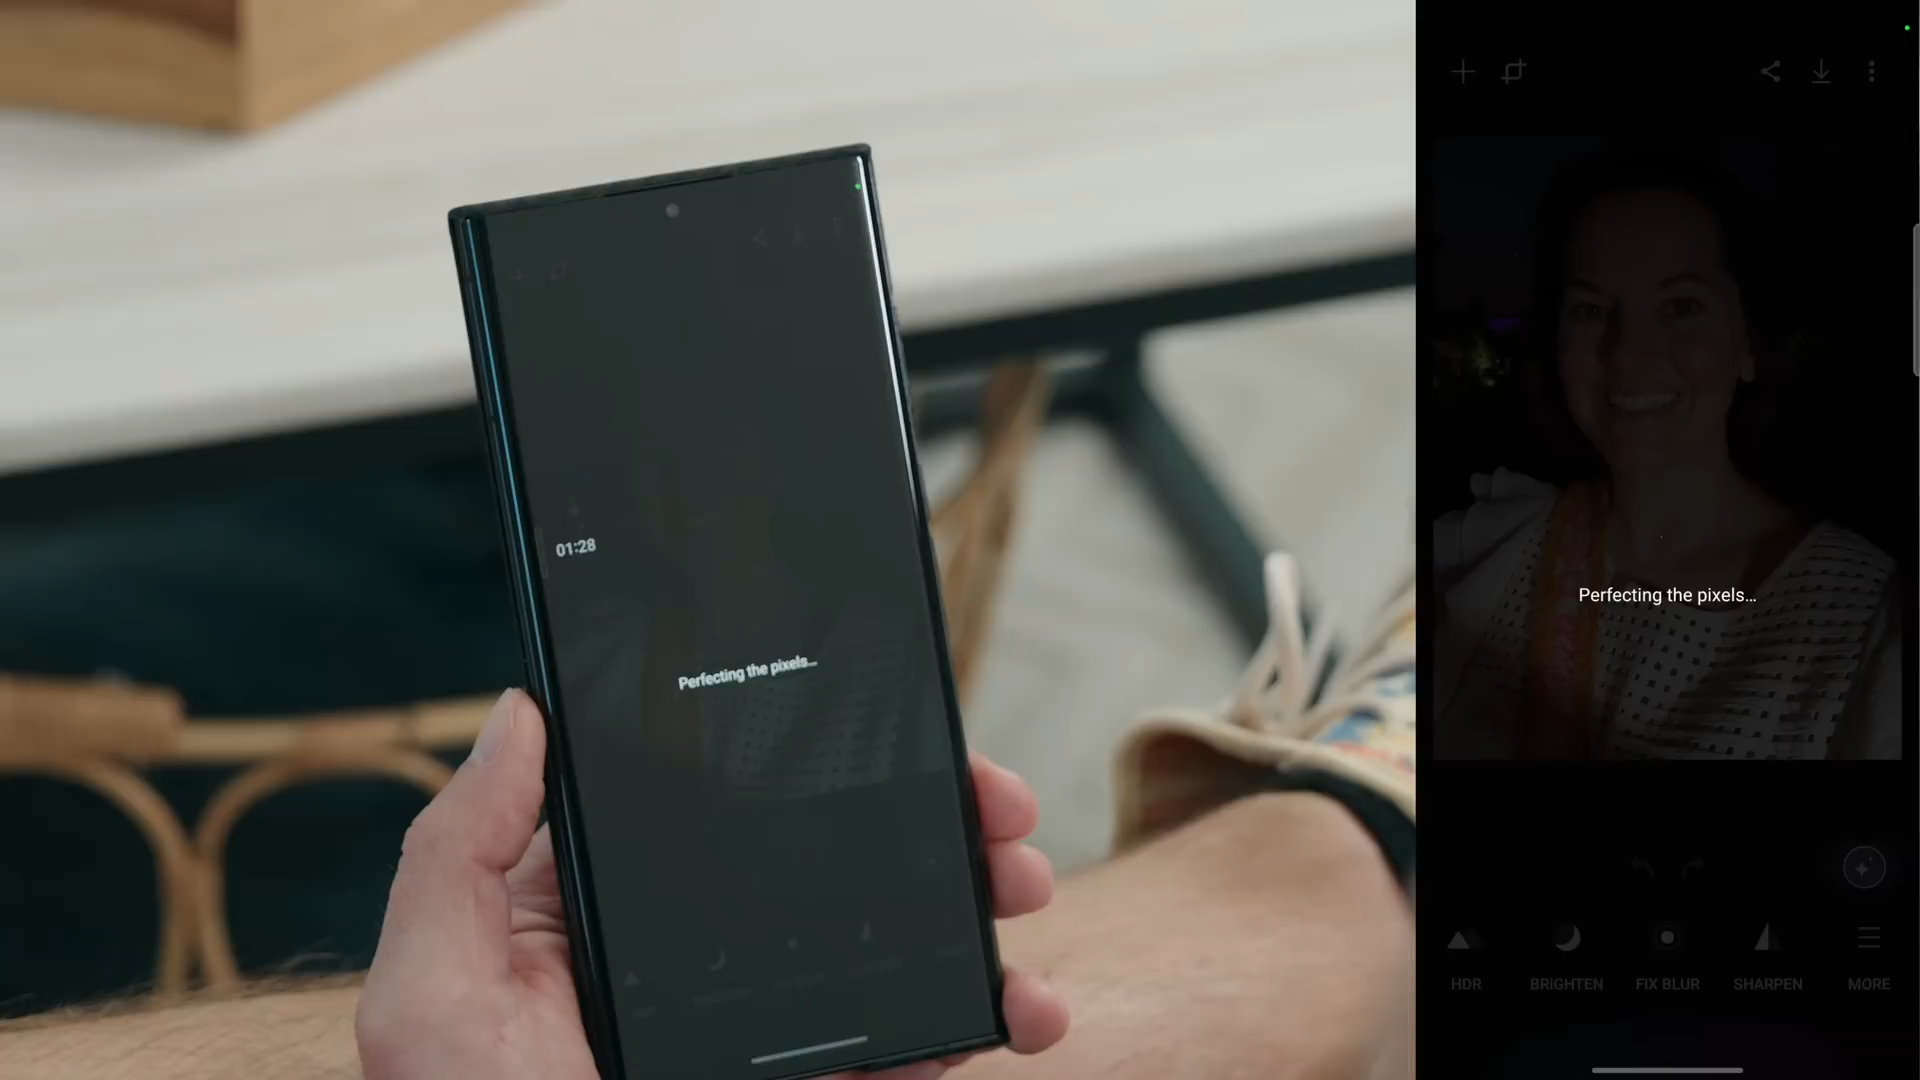 01:28
Perfecting the pixels...
Perfecting the pixels...
HDR
BRIGHTEN
FIX BLUR
SHARPEN
MORE